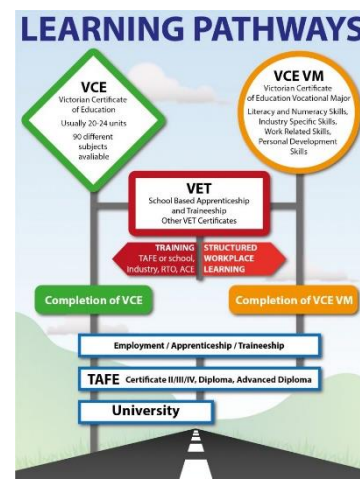 LEARNING PATHWAYS
VCE
Victorian Certificate
of Education
Usually 20-24 units
90 different
subjects
avaliable
VCE VM
Victorian Certificate
of Education Vocational Major
Literacy and Numeracy Skills,
Industry Specific Skills,
Work Related Skills,
Personal Development
Skills
VET
School Based Apprenticeship
and Traineeship
Other VET Certificates
TRAINING
TAFE or school,
Industry, RTO, ACE
STRUCTURED
WORKPLACE
LEARNING
Completion of VCE
Completion of VCE VM
Employment / Apprenticeship / Traineeship
TAFE Certificate II/III/IV, Diploma, Advanced Diploma
University